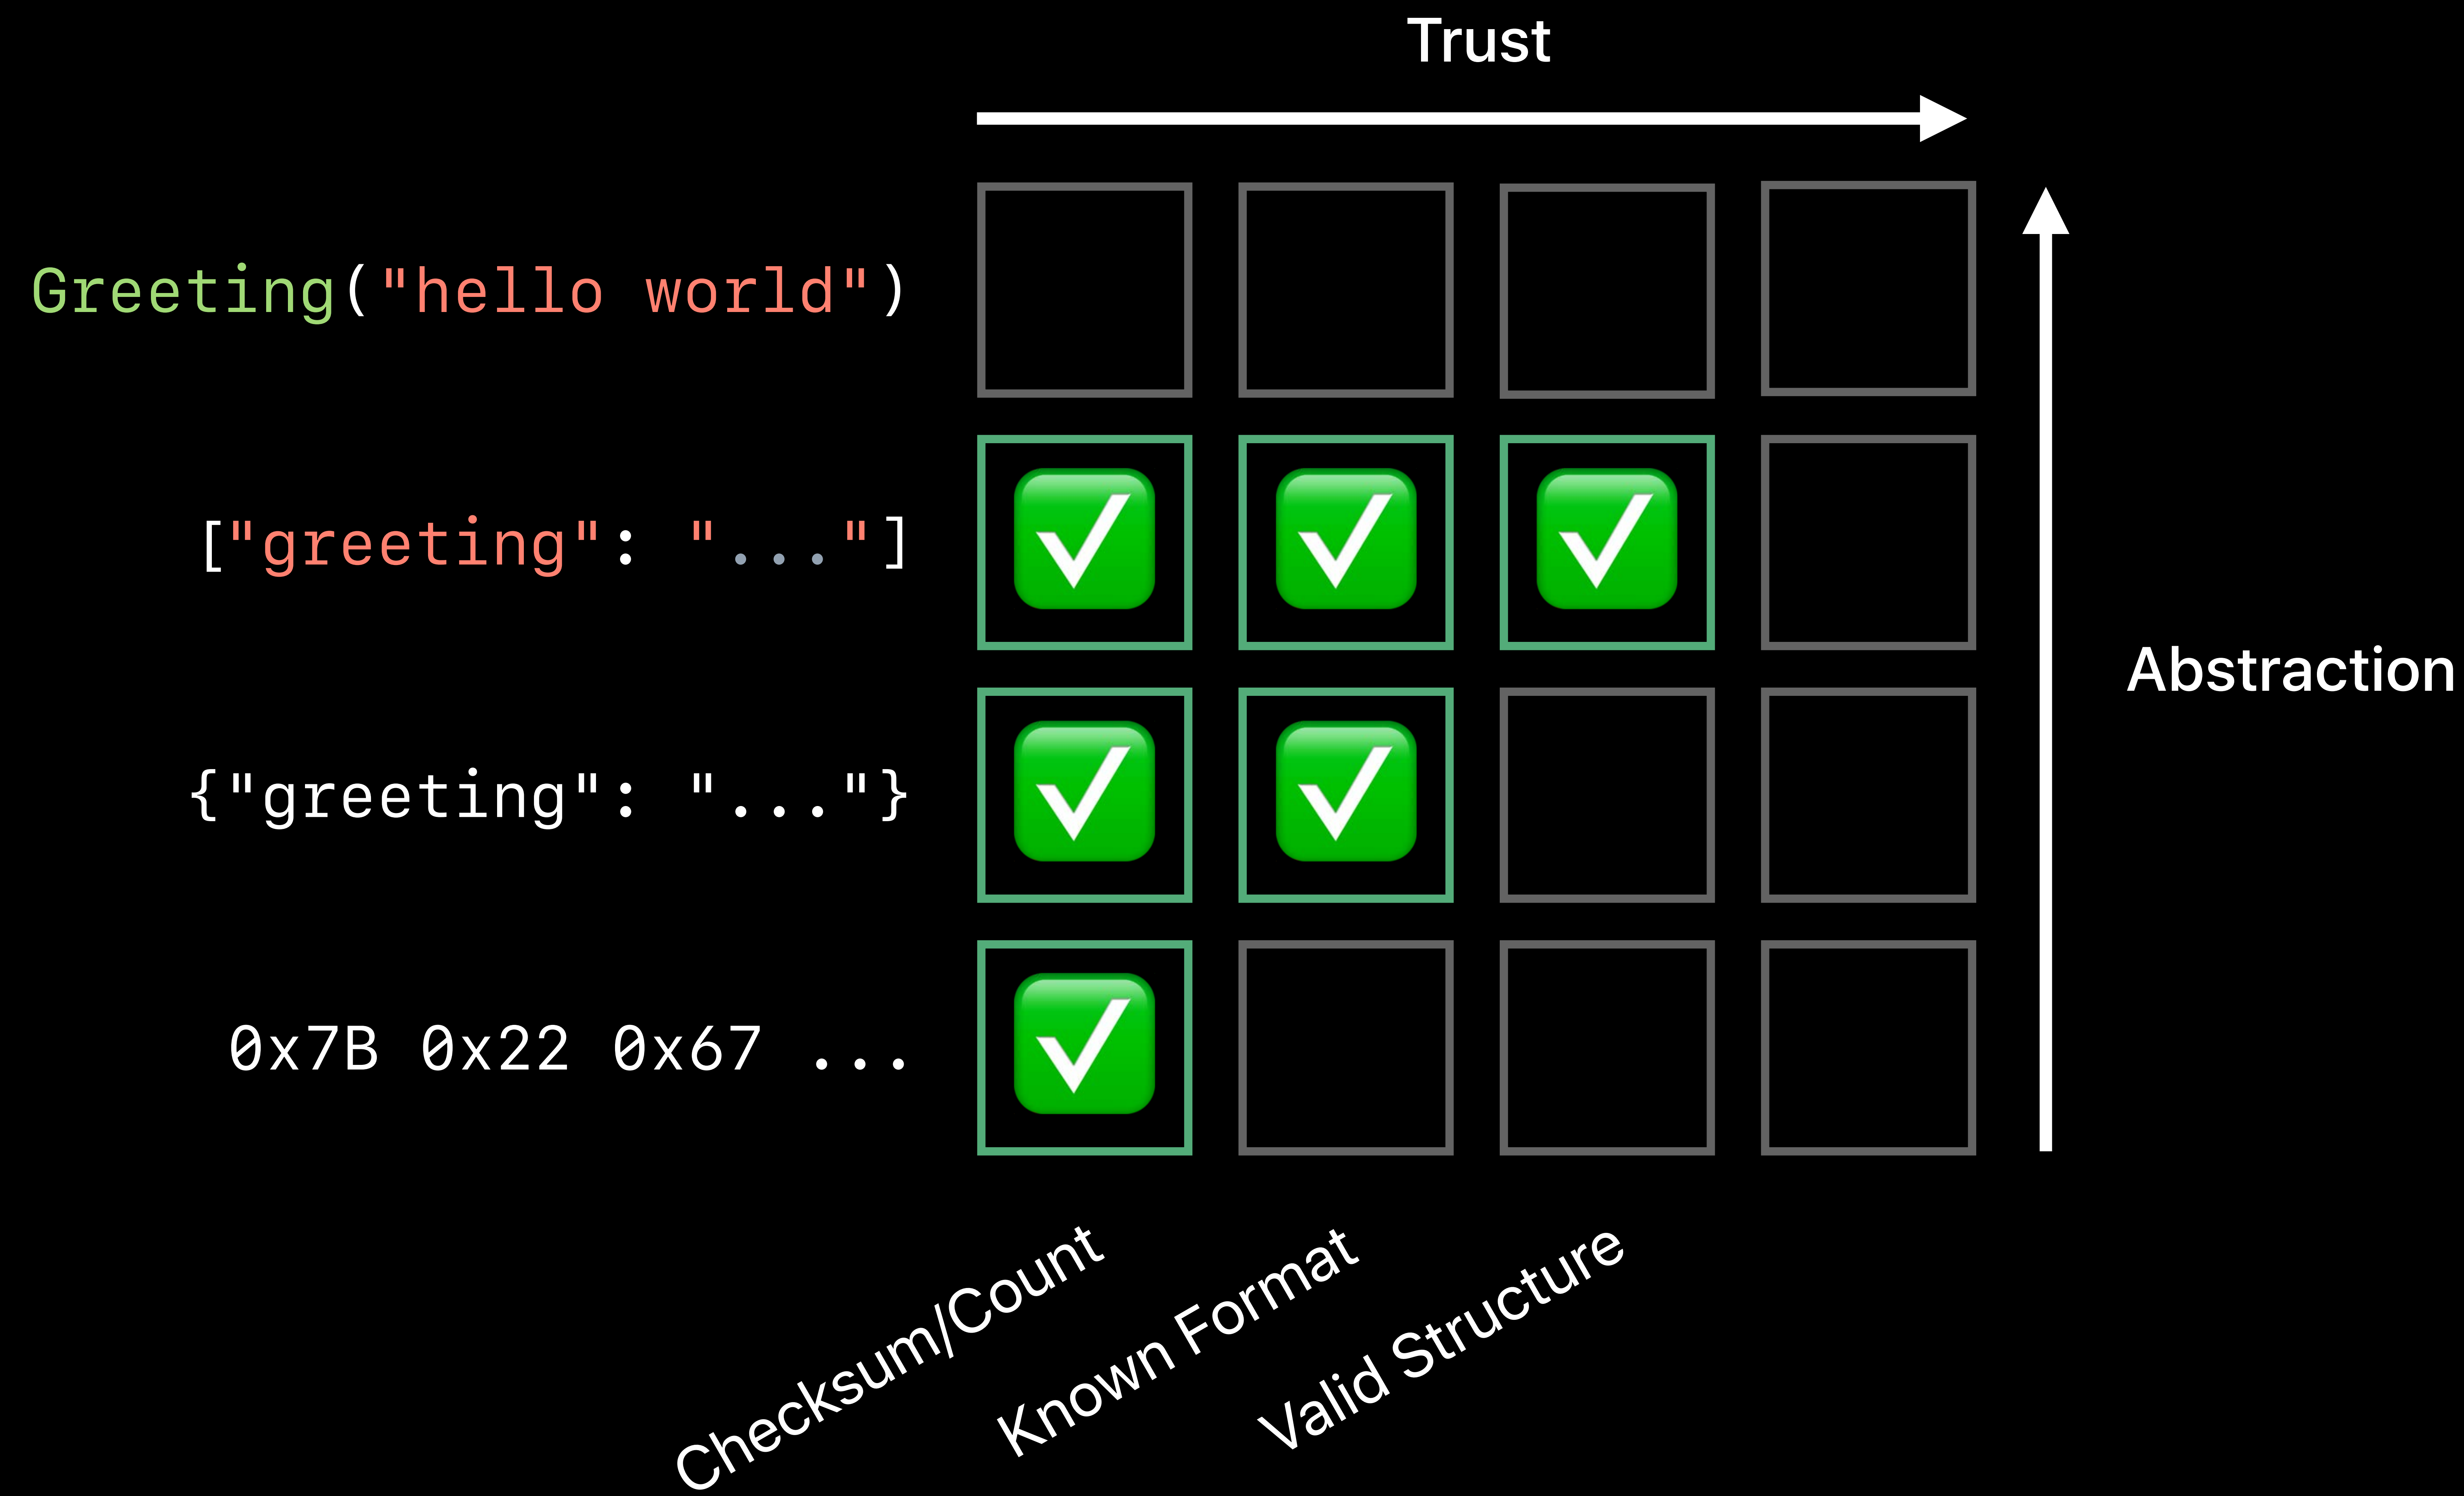 Trust
Greeting("hello world")
["greeting": "..."]
Abstraction
{"greeting": "..."}
0x7B 0x22 0x67 ...
Checksum/Count
Known Format
Valid Structure